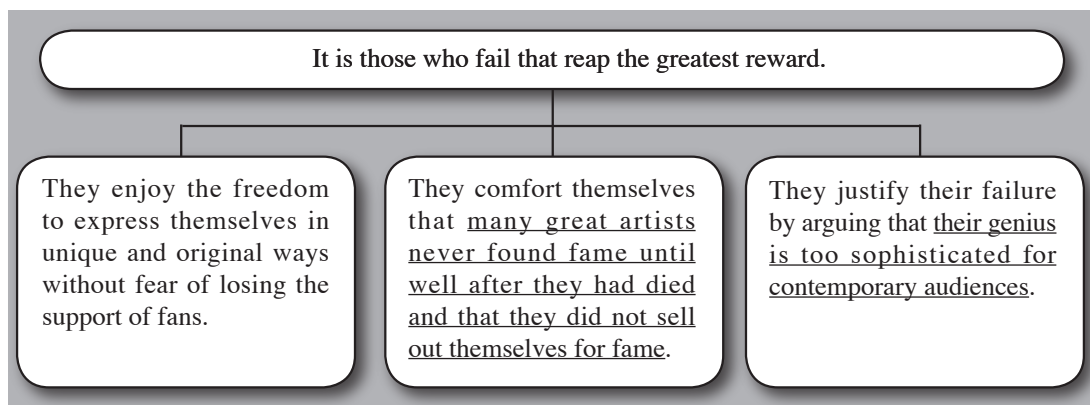 It is those who fail that reap the greatest reward.
They enjoy the freedom
to express themselves in
unique and original ways
without fear of losing the
support of fans.
They comfort themselves
that many great artists
never found fame until
well after they had died
and that they did not sell
out themselves for fame.
They justify their failure
by arguing that their genius
is too sophisticated for
contemporary audiences.